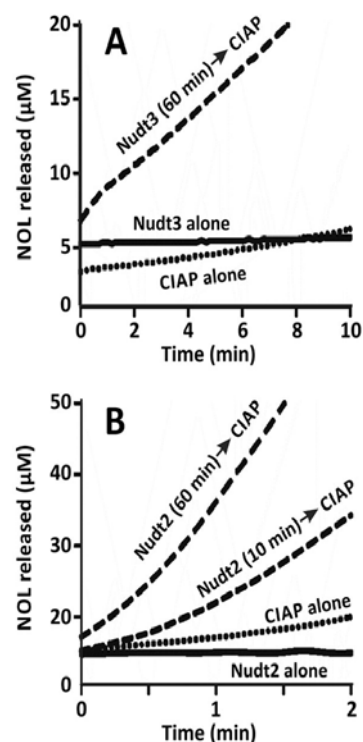 A
20
15
10
5
0
NOL released (µM)
Nudt3 (60 min)→CIAP
Nudt3 alone
CIAP alone
0 2 4 6 8 10
Time (min)
B
50
40
30
20
0
NOL released (µM)
Nudt2 (60 min)→CIAP
Nudt2 (10 min)→CIAP
CIAP alone
Nudt2 alone
0 1 2
Time (min)